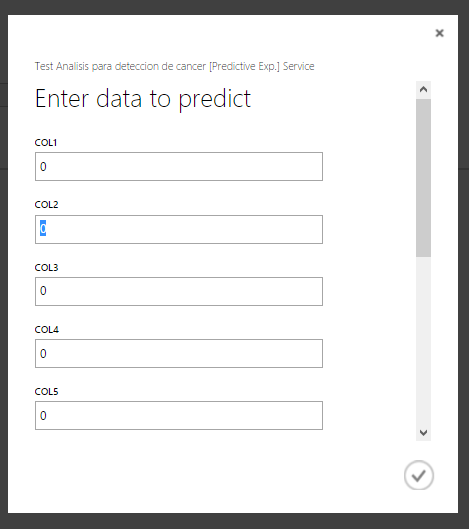 Test Analisis para deteccion de cancer [Predictive Exp.] Service
Enter data to predict
COL1
0
COL2
0
COL3
0
COL4
0
COL5
0